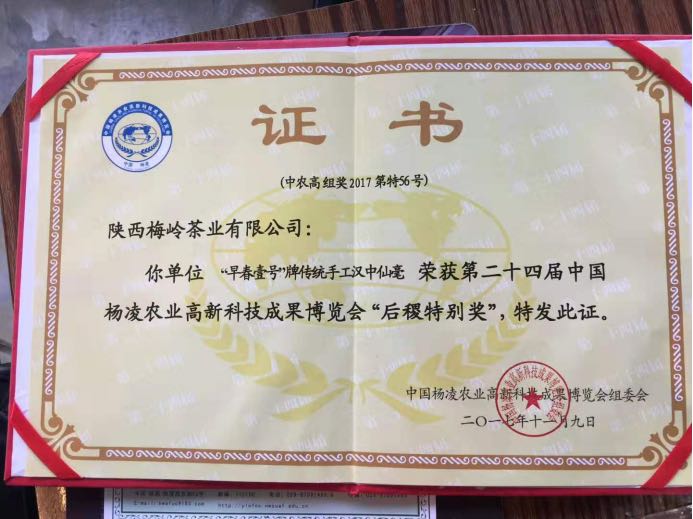 证书
(中农高组奖2017第特56号)
陕西梅岭茶业有限公司:
你单位 “早春壹号”牌传统手工汉中仙毫 荣获第二十四届中国
杨凌农业高新科技成果博览会“后稷特别奖”,特发此证。
中国杨凌农业高新科技成果博览会组委会
二〇一七年十一月九日